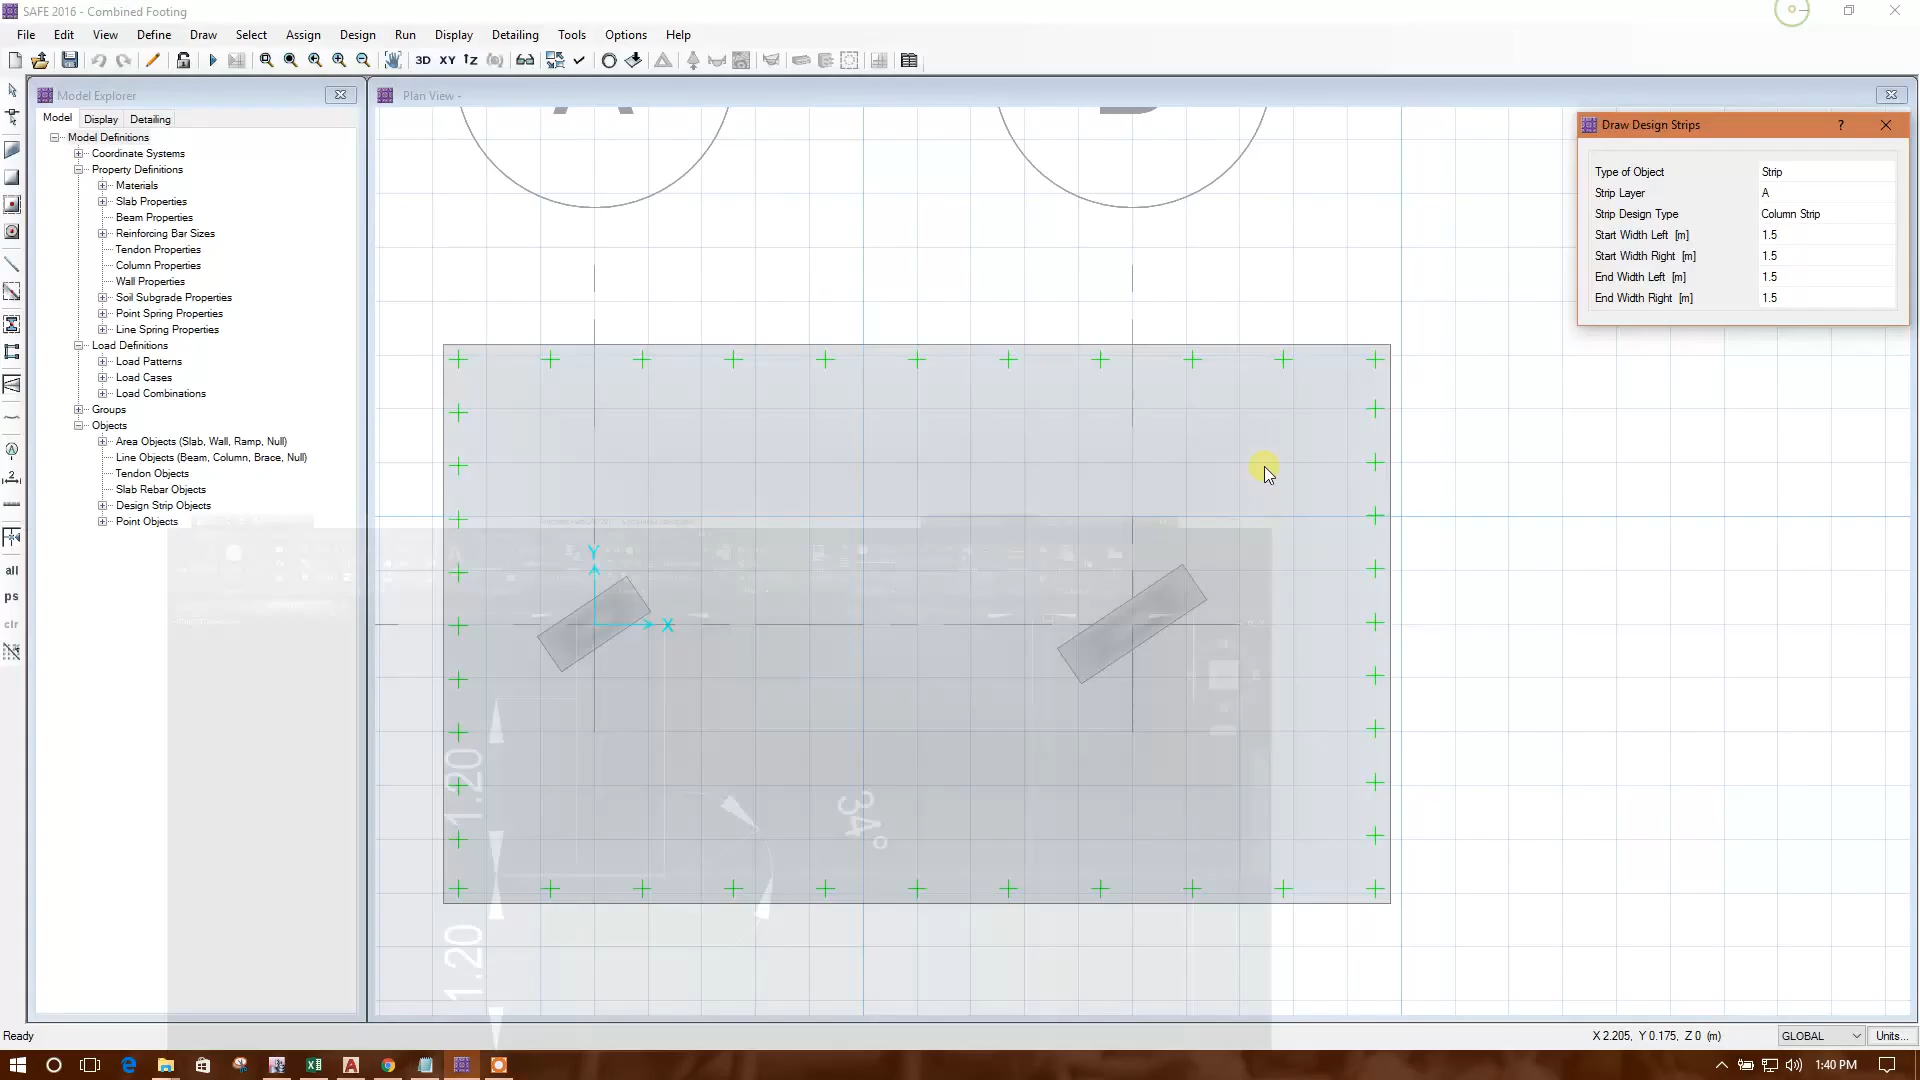 SAFE 2016 - Combined Footing
File Edit View Define Draw Select Assign Design Run Display Detailing Tools Options Help
3D XY
Model Explorer
Plan View -
Model Display Detailing
Model Definitions
Coordinate Systems
Property Definitions
Materials
Slab Properties
Beam Properties
Reinforcing Bar Sizes
Tendon Properties
Column Properties
Wall Properties
Soil Subgrade Properties
Point Spring Properties
Line Spring Properties
Load Definitions
Load Patterns
Load Cases
Load Combinations
Groups
Objects
Area Objects (Slab, Wall, Ramp, Null)
Line Objects (Beam, Column, Brace, Null)
Tendon Objects
Slab Rebar Objects
Design Strip Objects
Point Objects
all
ps
clr
Draw Design Strips ?
Type of Object Strip
Strip Layer A
Strip Design Type Column Strip
Start Width Left [m] 1.5
Start Width Right [m] 1.5
End Width Left [m] 1.5
End Width Right [m] 1.5
Y
X
1.20
34°
1.20
Ready
X 2.205, Y 0.175, Z 0 (m)
GLOBAL
Units...
1:40 PM